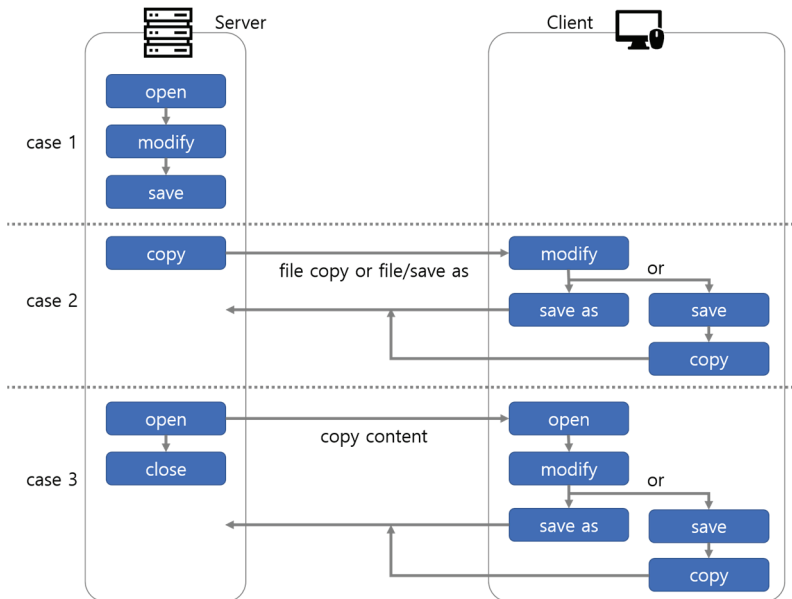 Server
Client
case 1
open
modify
save
case 2
copy
file copy or file/save as
modify
or
save as
save
copy
case 3
open
copy content
open
close
modify
or
save as
save
copy